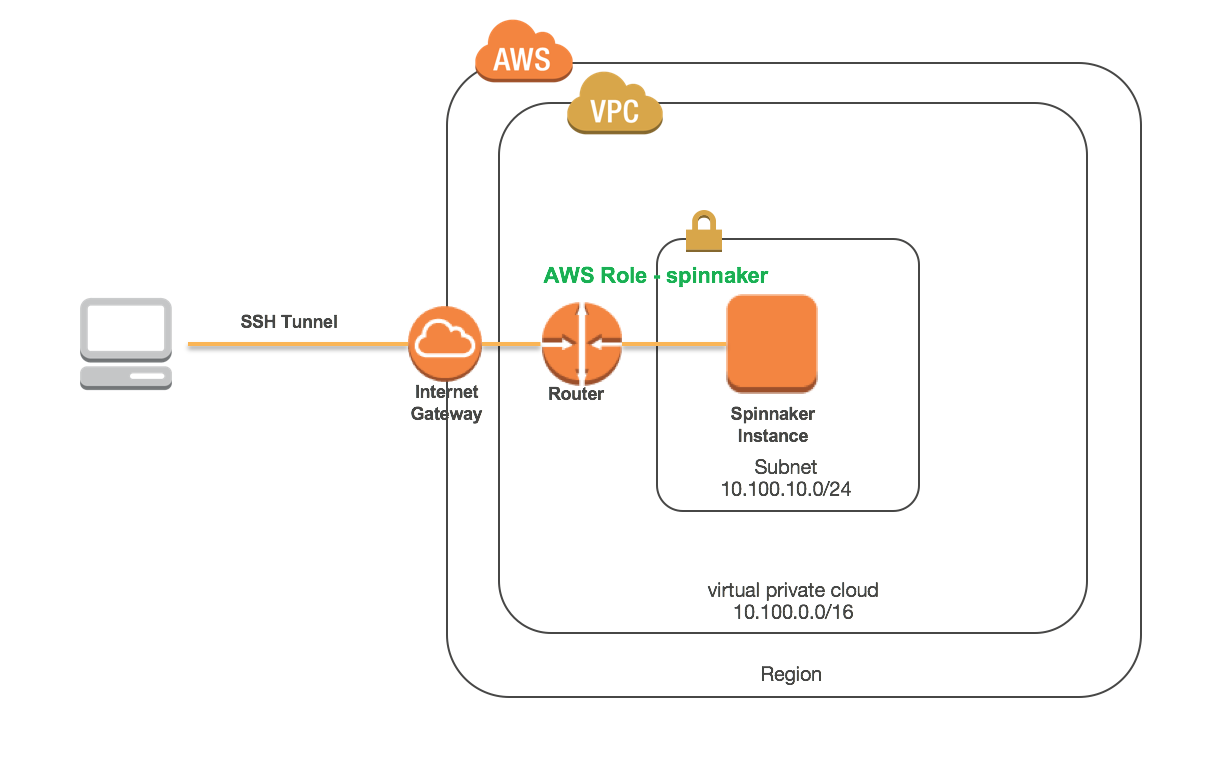 AWS
VPC
AWS Role - spinnaker
SSH Tunnel
Internet
Gateway
Router
Spinnaker
Instance
Subnet
10.100.10.0/24
virtual private cloud
10.100.0.0/16
Region